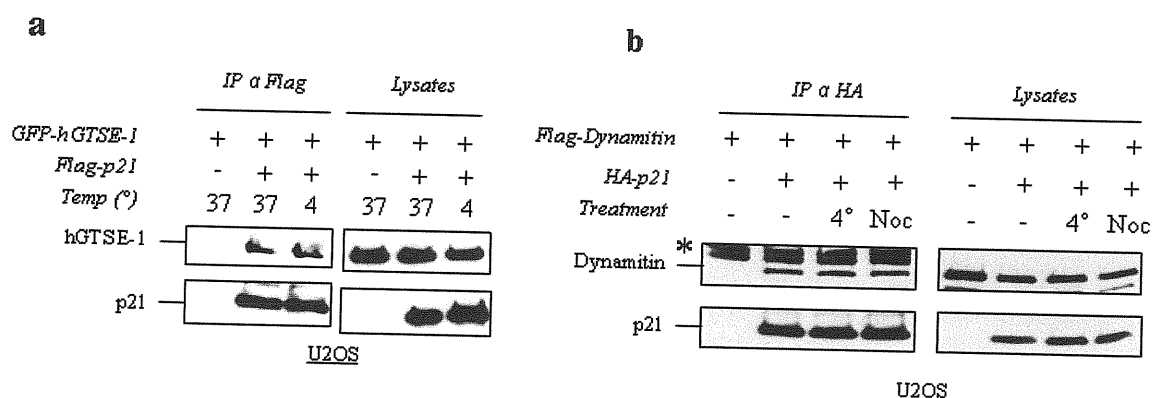 a
IP α Flag Lysates
GFP-hGTSE-1 + + + + + +
Flag-p21 - + + - + +
Temp (°) 37 37 4 37 37 4
hGTSE-1
p21
U2OS
b
IP α HA Lysates
Flag-Dynamitin + + + + + + + +
HA-p21 - + + + - + + +
Treatment - - 4° Noc - - 4° Noc
*
Dynamitin
p21
U2OS